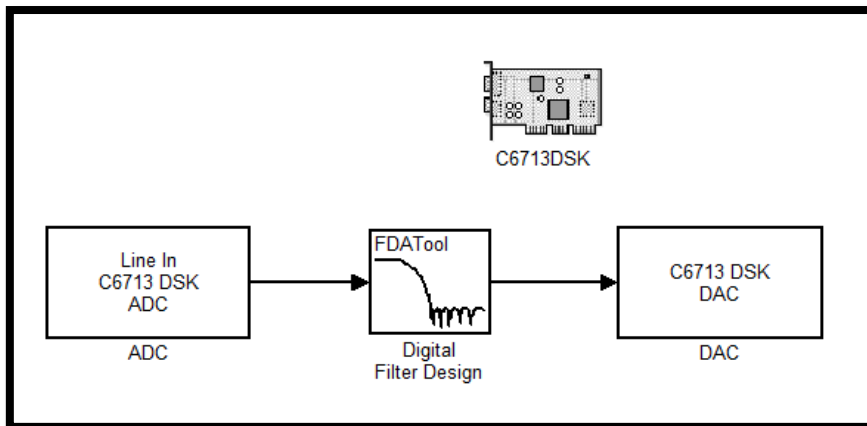 C6713DSK
Line In
C6713 DSK
ADC
ADC
FDATool
Digital
Filter Design
C6713 DSK
DAC
DAC